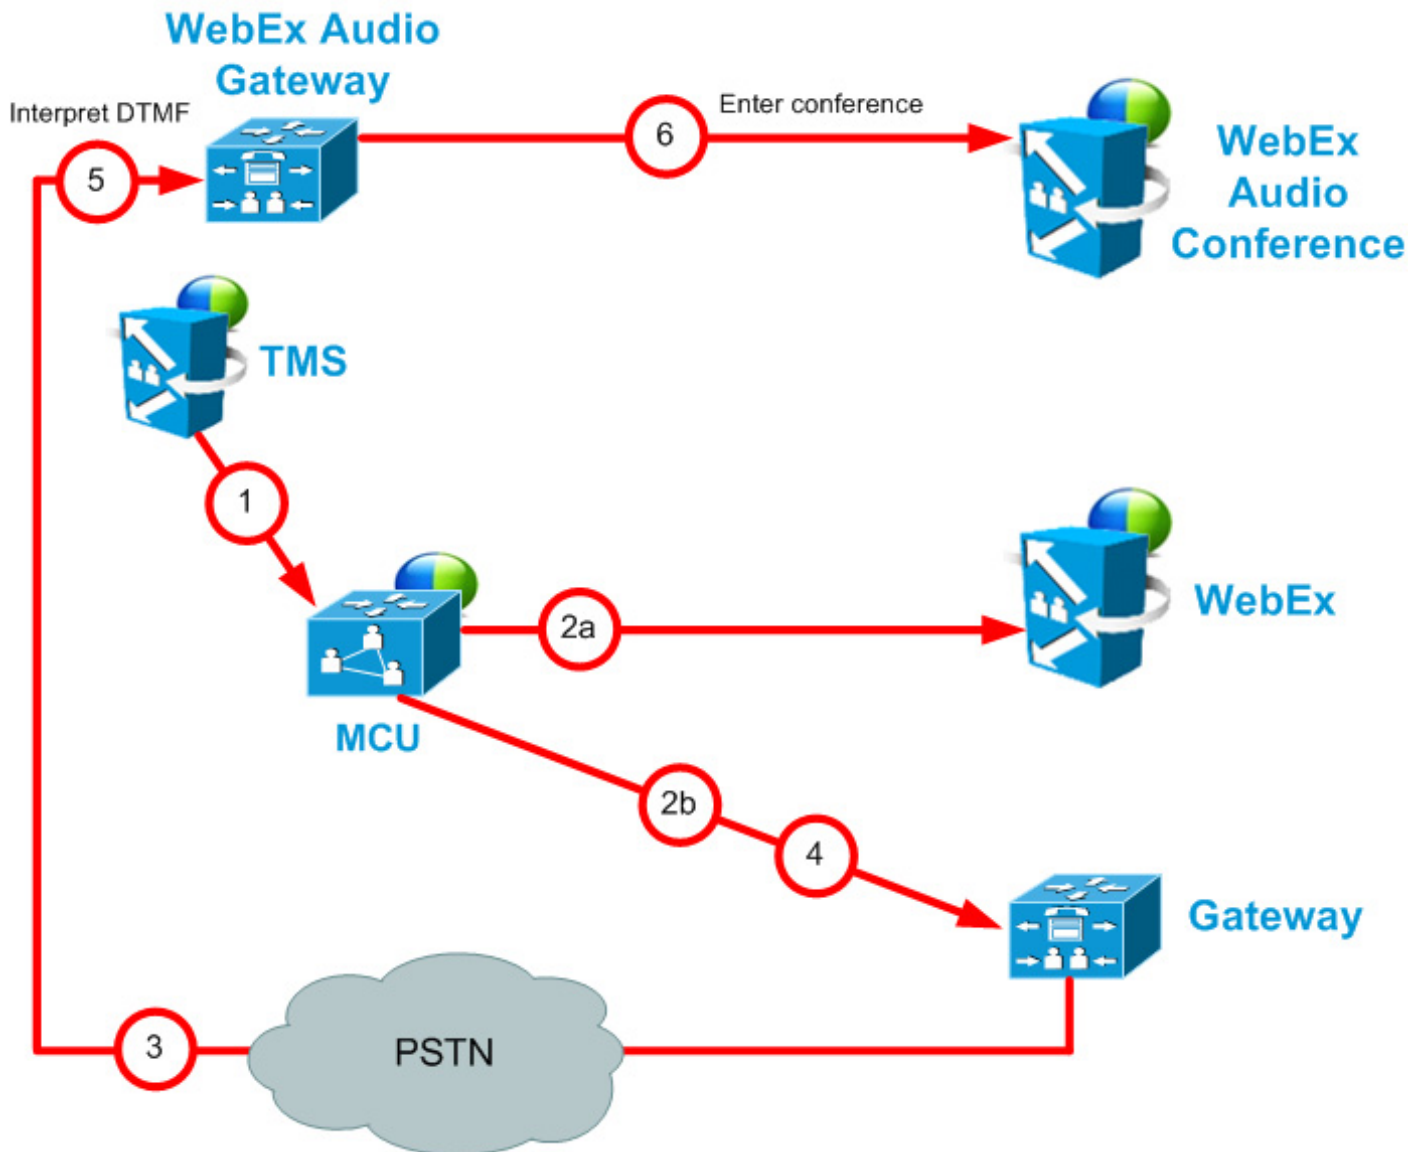 WebEx Audio
Gateway
Interpret DTMF
5
6
Enter conference
WebEx
Audio
Conference
TMS
1
2a
WebEx
MCU
2b
4
Gateway
3
PSTN